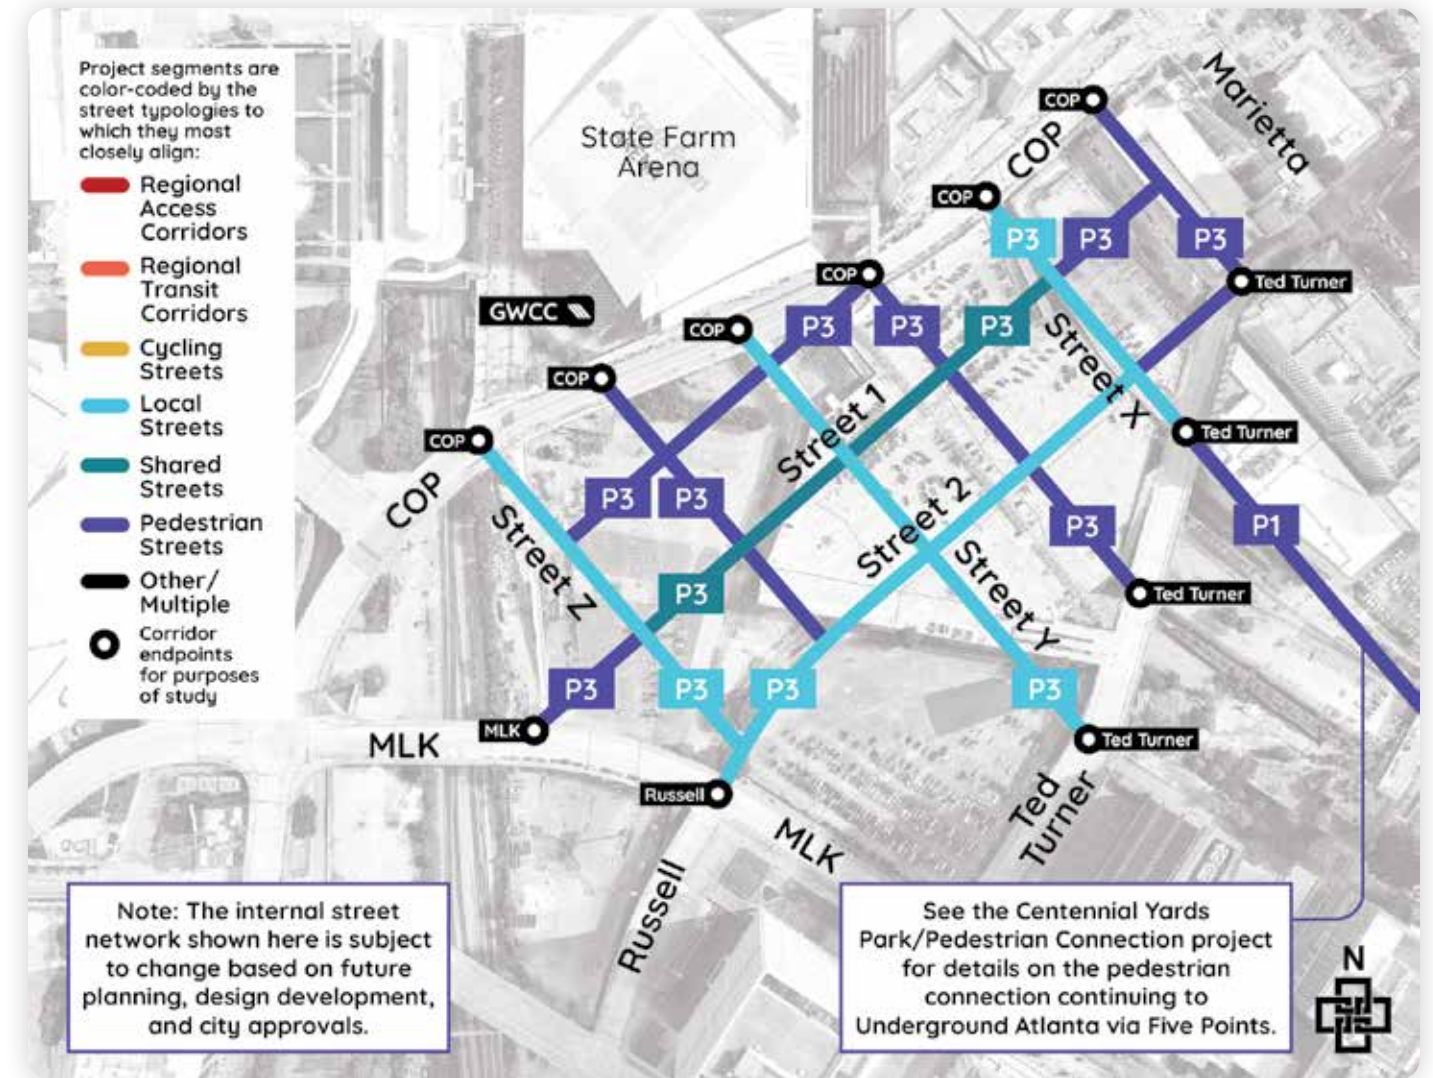 Project segments are
color-coded by the
street typologies to
which they most
closely align:
Regional
Access
Corridors
Regional
Transit
Corridors
Cycling
Streets
Local
Streets
Shared
Streets
Pedestrian
Streets
Other/
Multiple
Corridor
endpoints
for purposes
of study
State Farm
Arena
Marietta
COP
COP
COP
P3
P3
P3
Ted Turner
COP
GWCC
COP
P3
P3
P3
Street X
COP
Street 1
COP
Ted Turner
COP
P3
P3
Street 2
P3
P1
Street Z
Street Y
P3
Ted Turner
P3
P3
P3
P3
MLK
MLK
Ted Turner
Russell
Ted
Turner
MLK
Russell
Note: The internal street
network shown here is subject
to change based on future
planning, design development,
and city approvals.
See the Centennial Yards
Park/Pedestrian Connection project
for details on the pedestrian
connection continuing to
Underground Atlanta via Five Points.
N